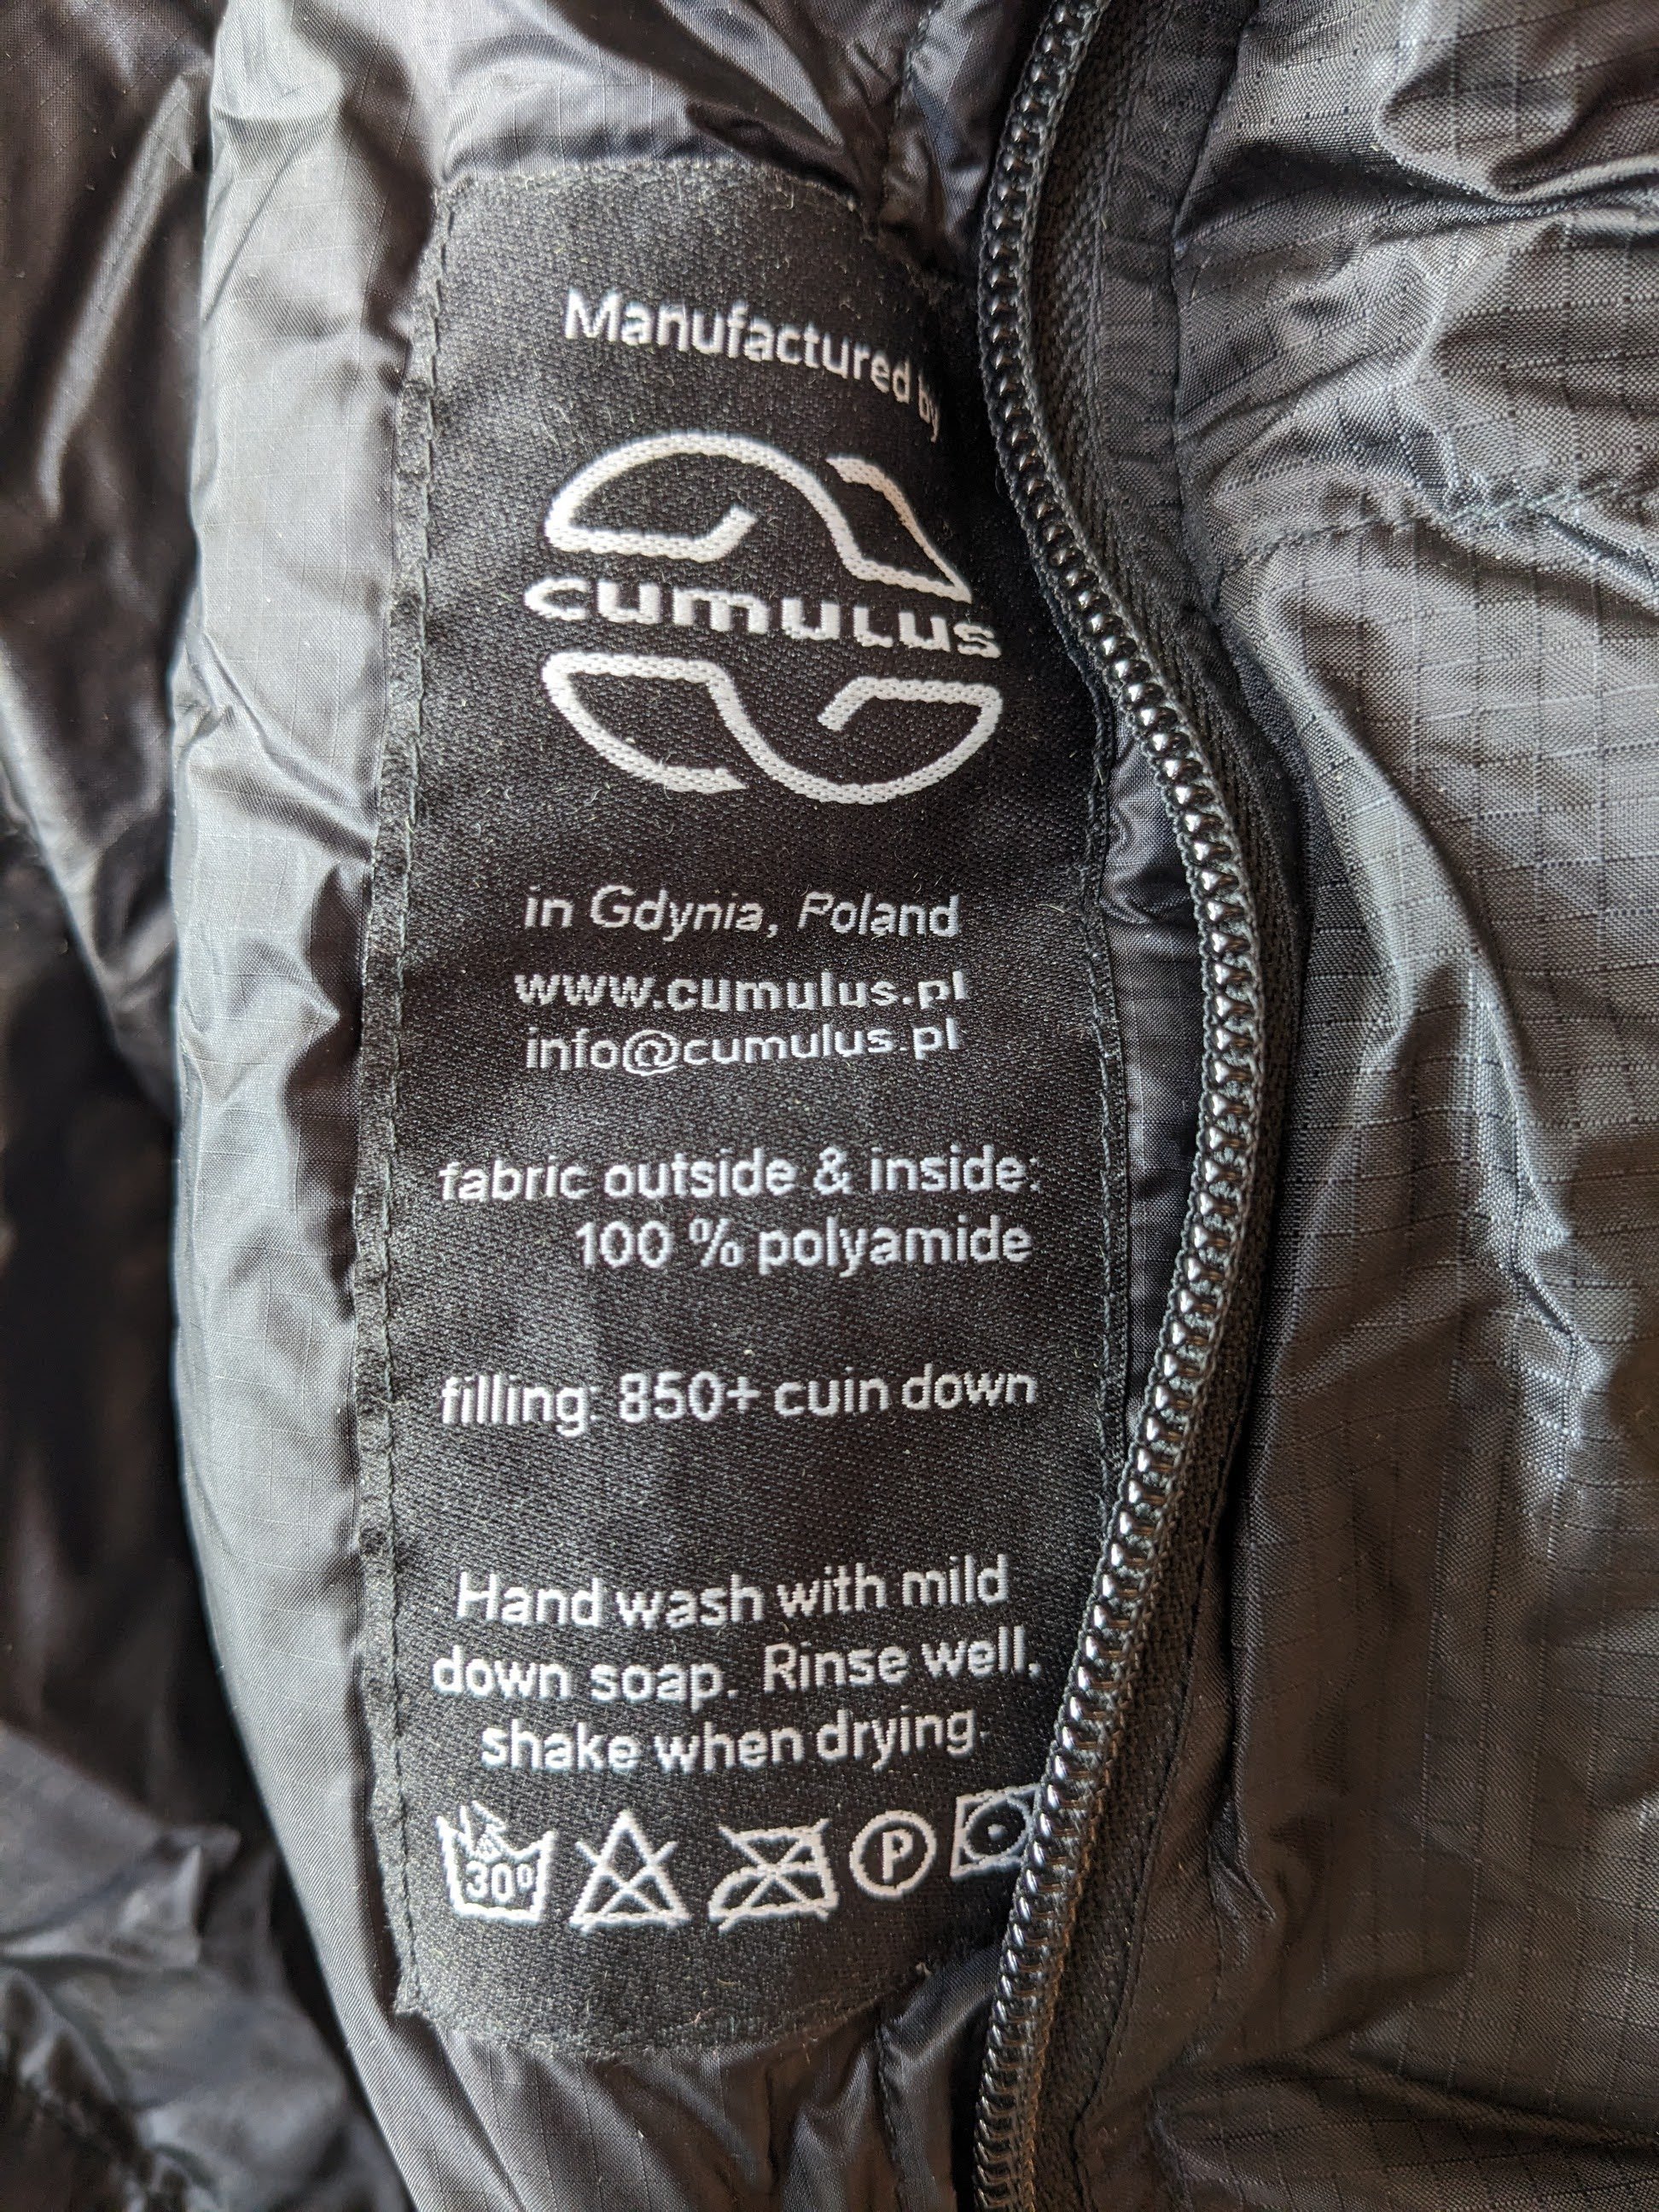 Manufactured by
cumulus
in Gdynia, Poland
www.cumulus.pl
info@cumulus.pl
fabric outside & inside:
100 % polyamide
filling: 850+ cuin down
Hand wash with mild
down soap. Rinse well,
shake when drying.
30°
P